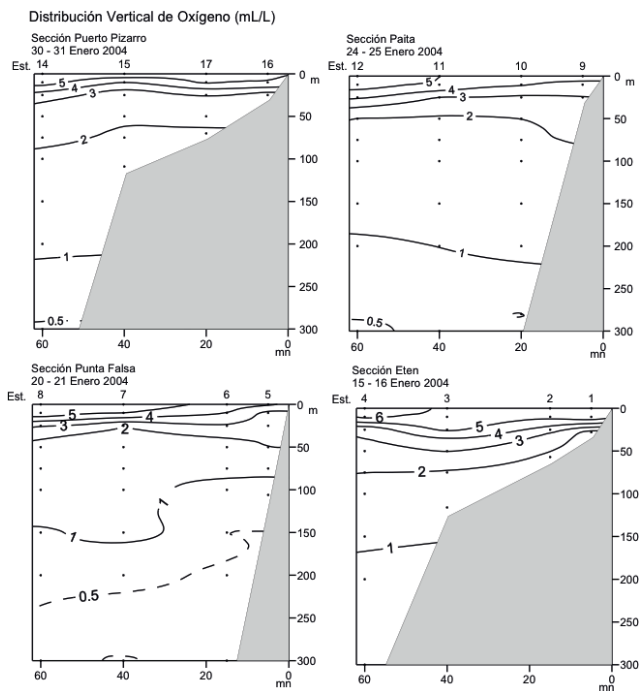 Distribución Vertical de Oxígeno (mL/L)
Sección Puerto Pizarro
30 - 31 Enero 2004
Est. 14 15 17 16
5
4
3
2
1
0.5
0 m
50
100
150
200
250
300
60 40 20 0
mn
Sección Paita
24 - 25 Enero 2004
Est. 12 11 10 9
5
4
3
2
1
0.5
0 m
50
100
150
200
250
300
60 40 20 0
mn
Sección Punta Falsa
20 - 21 Enero 2004
Est. 8 7 6 5
5
4
3
2
1
1
0.5
0 m
50
100
150
200
250
300
60 40 20 0
mn
Sección Eten
15 - 16 Enero 2004
Est. 4 3 2 1
6
5
4
3
2
1
0 m
50
100
150
200
250
300
60 40 20 0
mn